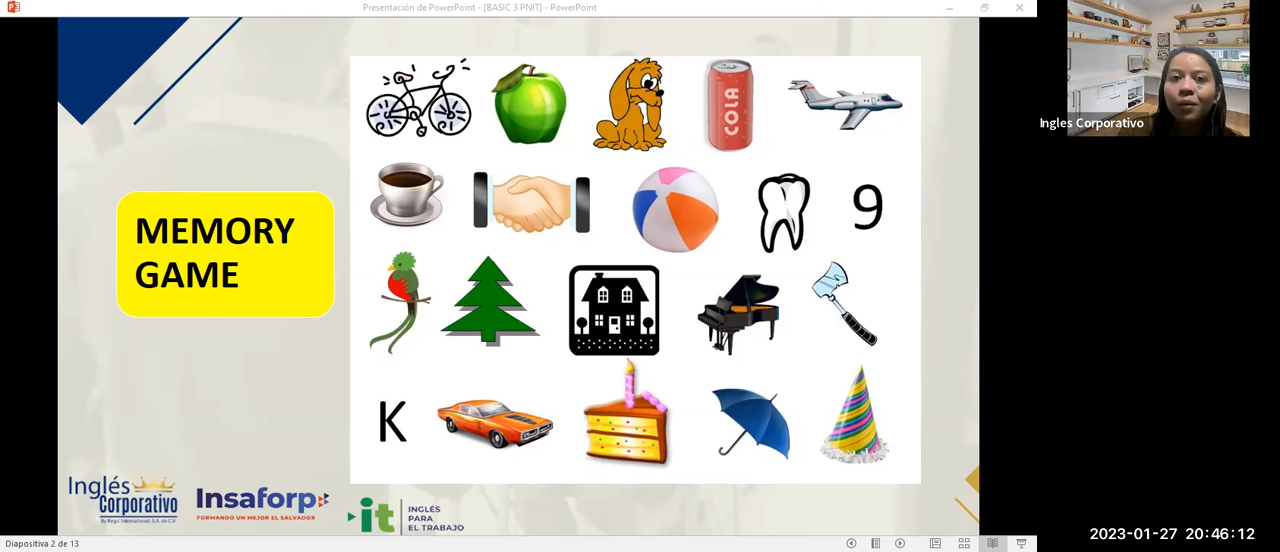 Presentación de PowerPoint - [BASIC 3 PNIT] - PowerPoint
Ingles Corporativo
MEMORY
GAME
COLA
9
K
Inglés
Corporativo
By Regal International, S.A. de C.V.
Insaforp
FORMANDO UN MEJOR EL SALVADOR
it
INGLÉS
PARA
EL TRABAJO
2023-01-27 20:46:12
Diapositiva 2 de 13